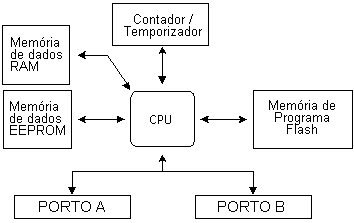 Contador /
Temporizador
Memória
de dados
RAM
Memória
de dados
EEPROM
CPU
Memória de
Programa
Flash
PORTO A
PORTO B